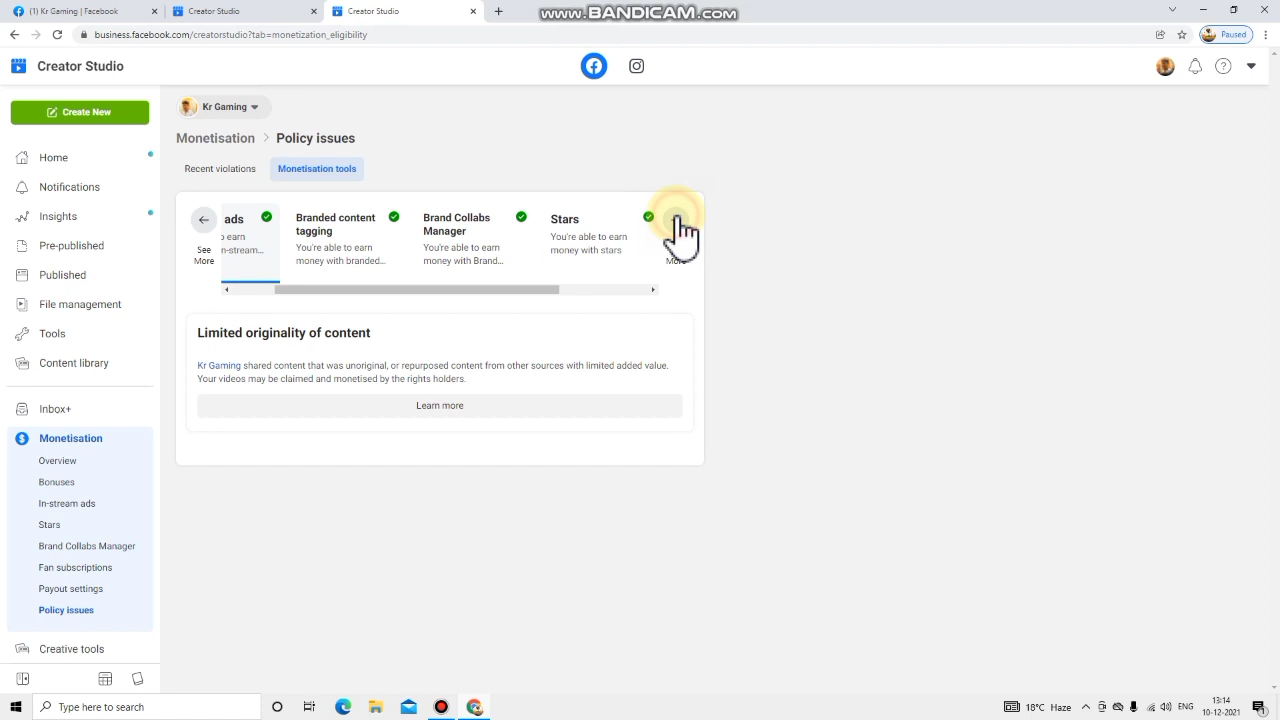 Kr Gaming | Facebook
Creator Studio
Creator Studio
www.BANDICAM.com
business.facebook.com/creatorstudio?tab=monetization_eligibility
Paused
Creator Studio
Create New
Home
Notifications
Insights
Pre-published
Published
File management
Tools
Content library
Inbox+
Monetisation
Overview
Bonuses
In-stream ads
Stars
Brand Collabs Manager
Fan subscriptions
Payout settings
Policy issues
Creative tools
Kr Gaming
Monetisation > Policy issues
Recent violations
Monetisation tools
See
More
ads
o earn
n-stream...
Branded content
tagging
You're able to earn
money with branded...
Brand Collabs
Manager
You're able to earn
money with Brand...
Stars
You're able to earn
money with stars
Limited originality of content
Kr Gaming shared content that was unoriginal, or repurposed content from other sources with limited added value.
Your videos may be claimed and monetised by the rights holders.
Learn more
Type here to search
18°C Haze
ENG
13:14
10-12-2021